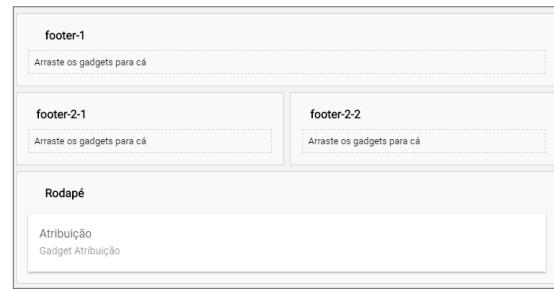 footer-1
Arraste os gadgets para cá
footer-2-1
footer-2-2
Arraste os gadgets para cá
Arraste os gadgets para cá
Rodapé
Atribuição
Gadget Atribuição